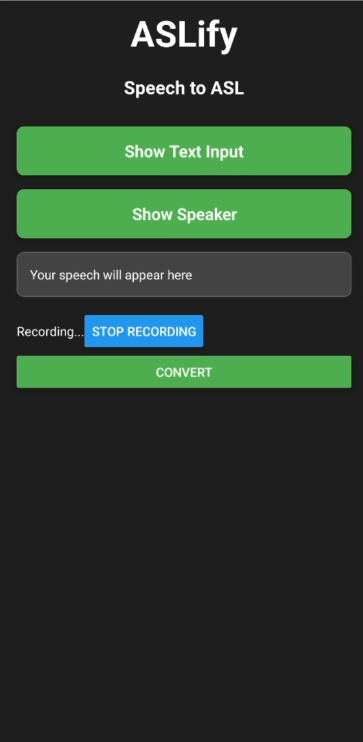 ASLify
Speech to ASL
Show Text Input
Show Speaker
Your speech will appear here
Recording... STOP RECORDING
CONVERT